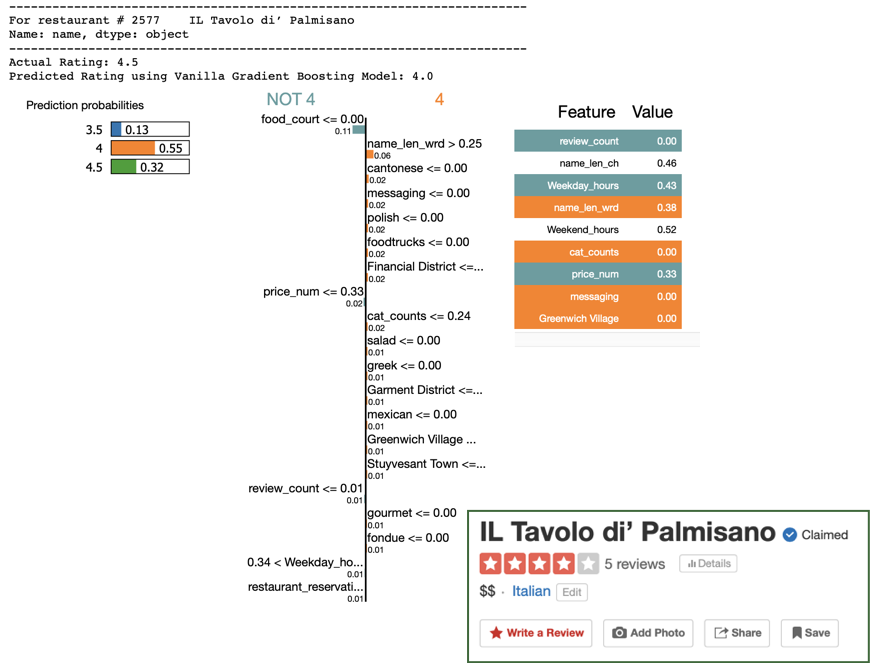 -----------------------------------------------------------------------
For restaurant # 2577    IL Tavolo di’ Palmisano
Name: name, dtype: object
-----------------------------------------------------------------------
Actual Rating: 4.5
Predicted Rating using Vanilla Gradient Boosting Model: 4.0
Prediction probabilities
3.5 0.13
4 0.55
4.5 0.32
NOT 4 4
food_court <= 0.00
0.11
name_len_wrd > 0.25
0.06
cantonese <= 0.00
0.02
messaging <= 0.00
0.02
polish <= 0.00
0.02
foodtrucks <= 0.00
0.02
Financial District <=...
0.02
price_num <= 0.33
0.02
cat_counts <= 0.24
0.02
salad <= 0.00
0.01
greek <= 0.00
0.01
Garment District <=...
0.01
mexican <= 0.00
0.01
Greenwich Village ...
0.01
Stuyvesant Town <=...
0.01
review_count <= 0.01
0.01
gourmet <= 0.00
0.01
fondue <= 0.00
0.01
0.34 < Weekday_ho...
0.01
restaurant_reservati...
0.01
Feature Value
review_count 0.00
name_len_ch 0.46
Weekday_hours 0.43
name_len_wrd 0.38
Weekend_hours 0.52
cat_counts 0.00
price_num 0.33
messaging 0.00
Greenwich Village 0.00
IL Tavolo di’ Palmisano Claimed
5 reviews Details
$$ · Italian Edit
Write a Review Add Photo Share Save